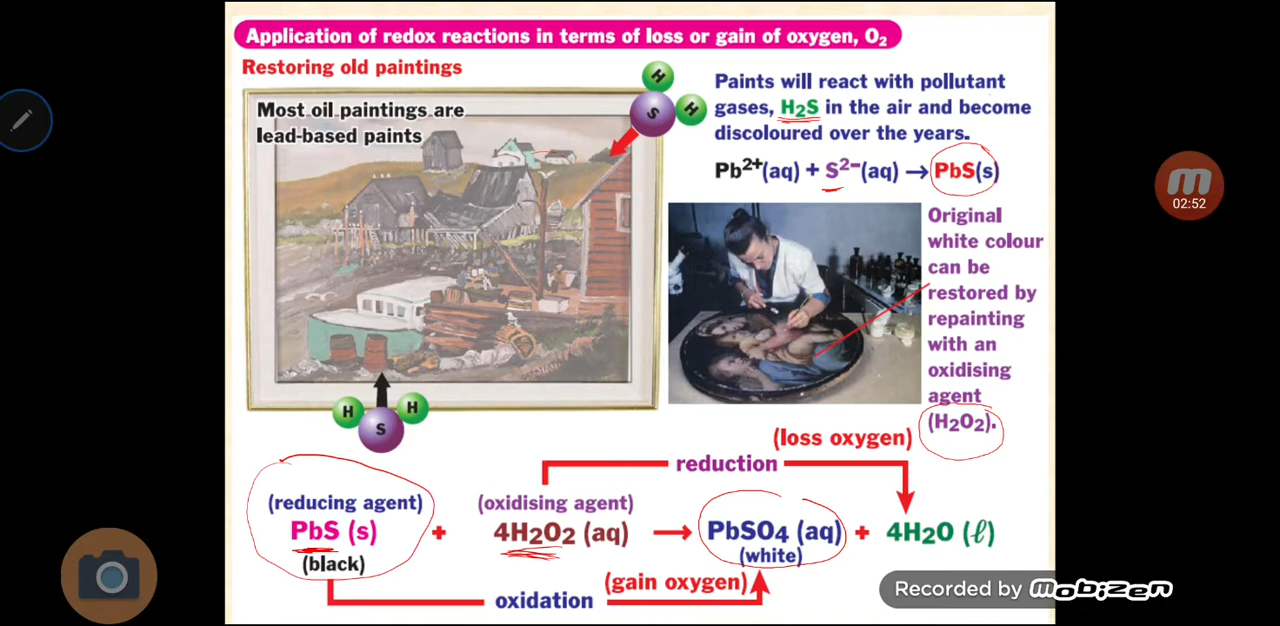 Application of redox reactions in terms of loss or gain of oxygen, O₂
Restoring old paintings
Most oil paintings are
lead-based paints
H
S
H
Paints will react with pollutant
gases, H₂S in the air and become
discoloured over the years.
Pb²⁺(aq) + S²⁻(aq) → PbS(s)
02:52
Original
white colour
can be
restored by
repainting
with an
oxidising
agent
(H₂O₂).
H
S
H
(loss oxygen)
reduction
(reducing agent) (oxidising agent)
PbS (s) + 4H₂O₂ (aq) → PbSO₄ (aq) + 4H₂O (ℓ)
(black) (white)
(gain oxygen)
oxidation
Recorded by mobizen